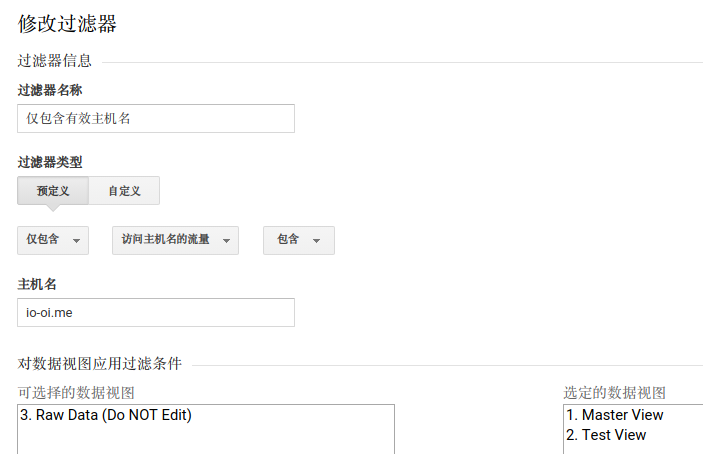 修改过滤器
过滤器信息
过滤器名称
仅包含有效主机名
过滤器类型
预定义 自定义
仅包含 访问主机名的流量 包含
主机名
io-oi.me
对数据视图应用过滤条件
可选择的数据视图 选定的数据视图
3. Raw Data (Do NOT Edit) 1. Master View
2. Test View